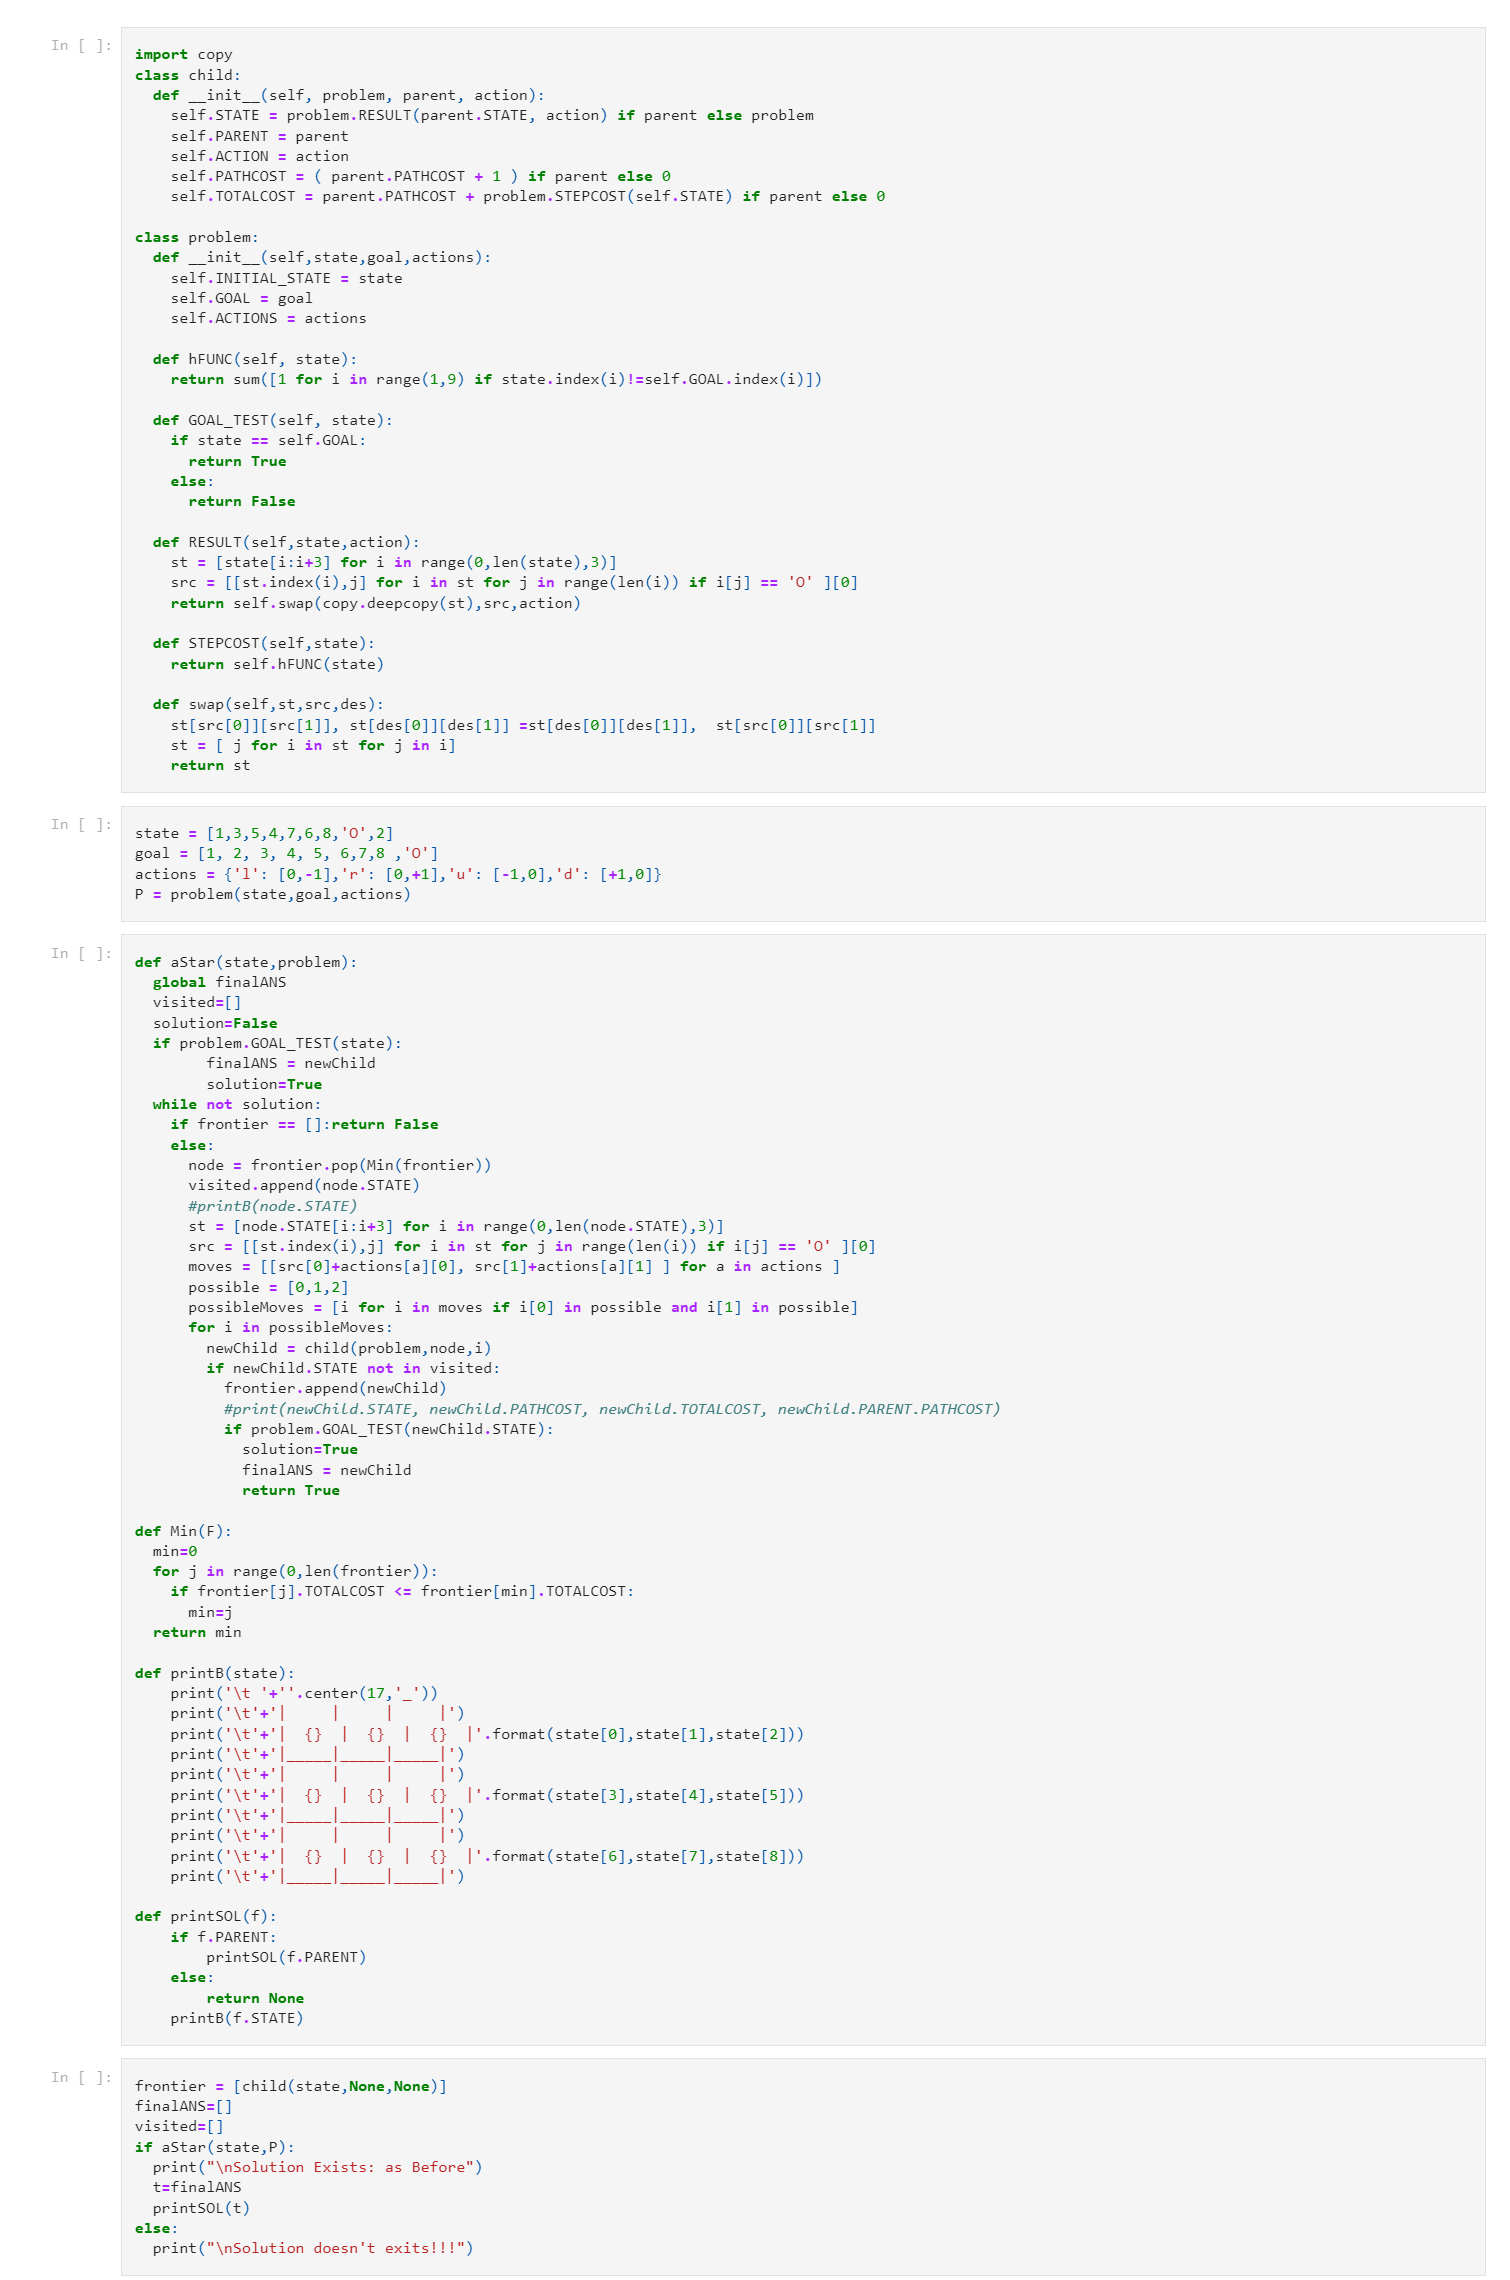 In [ ]:
import copy
class child:
  def __init__(self, problem, parent, action):
    self.STATE = problem.RESULT(parent.STATE, action) if parent else problem
    self.PARENT = parent
    self.ACTION = action
    self.PATHCOST = ( parent.PATHCOST + 1 ) if parent else 0
    self.TOTALCOST = parent.PATHCOST + problem.STEPCOST(self.STATE) if parent else 0

class problem:
  def __init__(self,state,goal,actions):
    self.INITIAL_STATE = state
    self.GOAL = goal
    self.ACTIONS = actions

  def hFUNC(self, state):
    return sum([1 for i in range(1,9) if state.index(i)!=self.GOAL.index(i)])

  def GOAL_TEST(self, state):
    if state == self.GOAL:
      return True
    else:
      return False

  def RESULT(self,state,action):
    st = [state[i:i+3] for i in range(0,len(state),3)]
    src = [[st.index(i),j] for i in st for j in range(len(i)) if i[j] == 'O' ][0]
    return self.swap(copy.deepcopy(st),src,action)

  def STEPCOST(self,state):
    return self.hFUNC(state)

  def swap(self,st,src,des):
    st[src[0]][src[1]], st[des[0]][des[1]] =st[des[0]][des[1]],  st[src[0]][src[1]]
    st = [ j for i in st for j in i]
    return st

In [ ]:
state = [1,3,5,4,7,6,8,'O',2]
goal = [1, 2, 3, 4, 5, 6,7,8 ,'O']
actions = {'l': [0,-1],'r': [0,+1],'u': [-1,0],'d': [+1,0]}
P = problem(state,goal,actions)

In [ ]:
def aStar(state,problem):
  global finalANS
  visited=[]
  solution=False
  if problem.GOAL_TEST(state):
        finalANS = newChild
        solution=True
  while not solution:
    if frontier == []:return False
    else:
      node = frontier.pop(Min(frontier))
      visited.append(node.STATE)
      #printB(node.STATE)
      st = [node.STATE[i:i+3] for i in range(0,len(node.STATE),3)]
      src = [[st.index(i),j] for i in st for j in range(len(i)) if i[j] == 'O' ][0]
      moves = [[src[0]+actions[a][0], src[1]+actions[a][1] ] for a in actions ]
      possible = [0,1,2]
      possibleMoves = [i for i in moves if i[0] in possible and i[1] in possible]
      for i in possibleMoves:
        newChild = child(problem,node,i)
        if newChild.STATE not in visited:
          frontier.append(newChild)
          #print(newChild.STATE, newChild.PATHCOST, newChild.TOTALCOST, newChild.PARENT.PATHCOST)
          if problem.GOAL_TEST(newChild.STATE):
            solution=True
            finalANS = newChild
            return True

def Min(F):
  min=0
  for j in range(0,len(frontier)):
    if frontier[j].TOTALCOST <= frontier[min].TOTALCOST:
      min=j
  return min

def printB(state):
    print('\t '+''.center(17,'_'))
    print('\t'+'|     |     |     |')
    print('\t'+'|  {}  |  {}  |  {}  |'.format(state[0],state[1],state[2]))
    print('\t'+'|_____|_____|_____|')
    print('\t'+'|     |     |     |')
    print('\t'+'|  {}  |  {}  |  {}  |'.format(state[3],state[4],state[5]))
    print('\t'+'|_____|_____|_____|')
    print('\t'+'|     |     |     |')
    print('\t'+'|  {}  |  {}  |  {}  |'.format(state[6],state[7],state[8]))
    print('\t'+'|_____|_____|_____|')

def printSOL(f):
    if f.PARENT:
        printSOL(f.PARENT)
    else:
        return None
    printB(f.STATE)

In [ ]:
frontier = [child(state,None,None)]
finalANS=[]
visited=[]
if aStar(state,P):
  print("\nSolution Exists: as Before")
  t=finalANS
  printSOL(t)
else:
  print("\nSolution doesn't exits!!!")